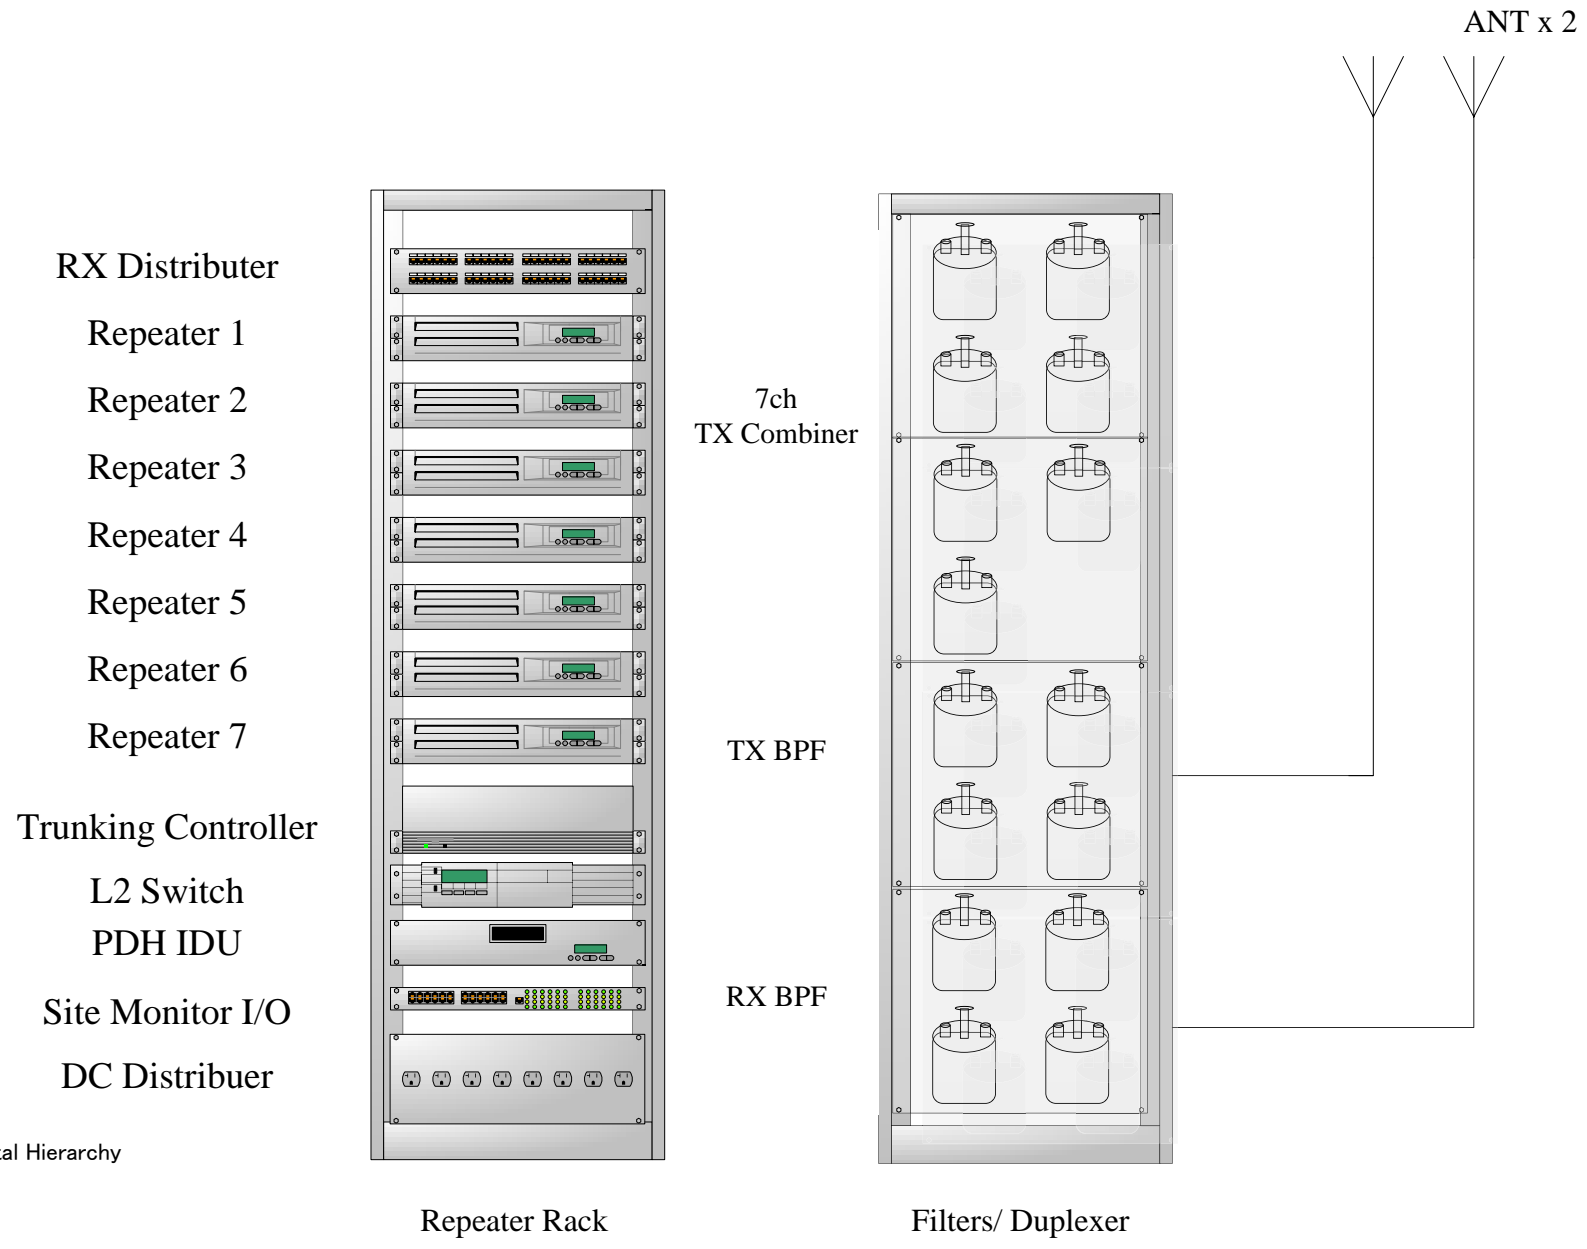 ANT x 2
RX Distributer
Repeater 1
Repeater 2
Repeater 3
Repeater 4
Repeater 5
Repeater 6
Repeater 7
Trunking Controller
L2 Switch
PDH IDU
Site Monitor I/O
DC Distribuer
7ch
TX Combiner
TX BPF
RX BPF
Hierarchy
Repeater Rack
Filters/ Duplexer